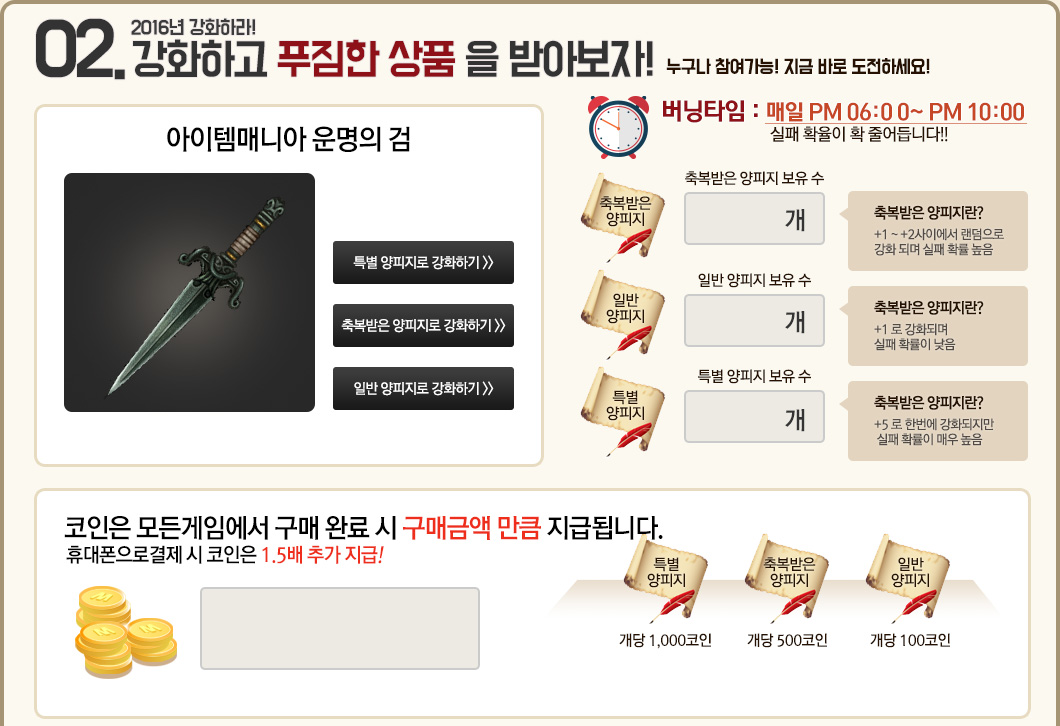 02.
2016년 강화하라!
강화하고 푸짐한 상품 을 받아보자!
누구나 참여가능! 지금 바로 도전하세요!
아이템매니아 운명의 검
특별 양피지로 강화하기 》
축복받은 양피지로 강화하기 》
일반 양피지로 강화하기 》
버닝타임 : 매일 PM 06:0 0~ PM 10:00
실패 확율이 확 줄어듭니다!!
축복받은
양피지
축복받은 양피지 보유 수
개
축복받은 양피지란?
+1 ~ +2사이에서 랜덤으로
강화 되며 실패 확률 높음
일반
양피지
일반 양피지 보유 수
개
축복받은 양피지란?
+1 로 강화되며
실패 확률이 낮음
특별
양피지
특별 양피지 보유 수
개
축복받은 양피지란?
+5 로 한번에 강화되지만
실패 확률이 매우 높음
코인은 모든게임에서 구매 완료 시 구매금액 만큼 지급됩니다.
휴대폰으로결제 시 코인은 1.5배 추가 지급!
특별
양피지
개당 1,000코인
축복받은
양피지
개당 500코인
일반
양피지
개당 100코인